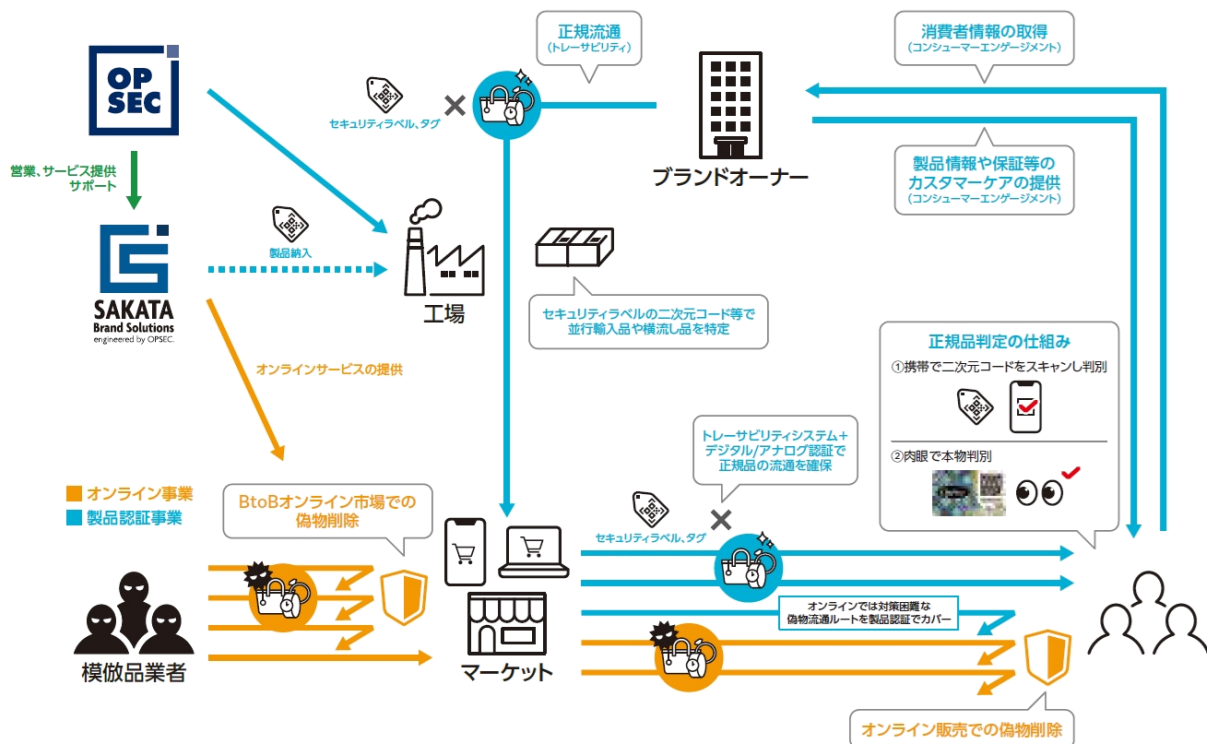 OP
SEC
営業、サービス提供
サポート
SAKATA
Brand Solutions
engineered by OPSEC.
製品納入
セキュリティラベル、タグ
正規流通
(トレーサビリティ)
ブランドオーナー
消費者情報の取得
(コンシューマーエンゲージメント)
製品情報や保証等の
カスタマーケアの提供
(コンシューマーエンゲージメント)
工場
セキュリティラベルの二次元コード等で
並行輸入品や横流し品を特定
オンラインサービスの提供
正規品判定の仕組み
①携帯で二次元コードをスキャンし判別
②肉眼で本物判別
トレーサビリティシステム+
デジタル/アナログ認証で
正規品の流通を確保
セキュリティラベル、タグ
オンライン事業
製品認証事業
BtoBオンライン市場での
偽物削除
オンラインでは対策困難な
偽物流通ルートを製品認証でカバー
模倣品業者
マーケット
オンライン販売での偽物削除